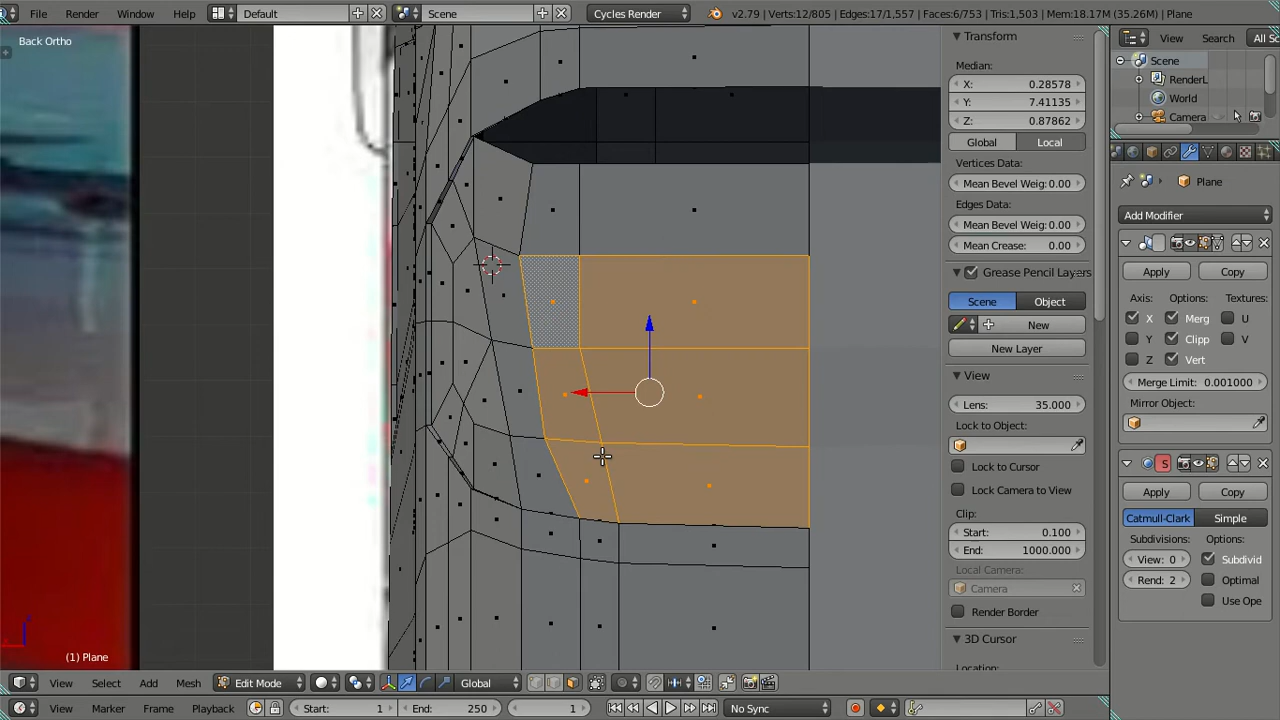 File Render Window Help Default Scene Cycles Render v2.79 | Verts:12/805 | Edges:17/1,557 | Faces:6/753 | Tris:1,503 | Mem:18.17M (35.26M) | Plane
Back Ortho
Transform
Median:
X: 0.28578
Y: 7.41135
Z: 0.87862
Global Local
Vertices Data:
Mean Bevel Weig: 0.00
Edges Data:
Mean Bevel Weig: 0.00
Mean Crease: 0.00
Grease Pencil Layers
Scene Object
New
New Layer
View
Lens: 35.000
Lock to Object:
Lock to Cursor
Lock Camera to View
Clip:
Start: 0.100
End: 1000.000
Local Camera:
Camera
Render Border
3D Cursor
Location:
View Search All Sc
Scene
RenderL
World
Camera
Plane
Add Modifier
Apply Copy
Axis: Options: Textures:
X Merg U
Y Clipp V
Z Vert
Merge Limit: 0.001000
Mirror Object:
S
Apply Copy
Catmull-Clark Simple
Subdivisions: Options:
View: 0 Subdivid
Rend: 2 Optimal
Use Ope
(1) Plane
View Select Add Mesh Edit Mode Global
View Marker Frame Playback Start: 1 End: 250 1 No Sync